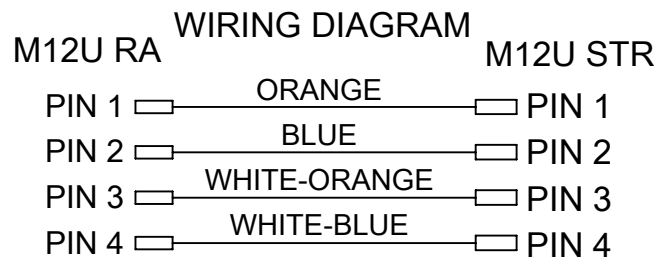 WIRING DIAGRAM
M12U RA M12U STR
PIN 1 ORANGE PIN 1
PIN 2 BLUE PIN 2
PIN 3 WHITE-ORANGE PIN 3
PIN 4 WHITE-BLUE PIN 4